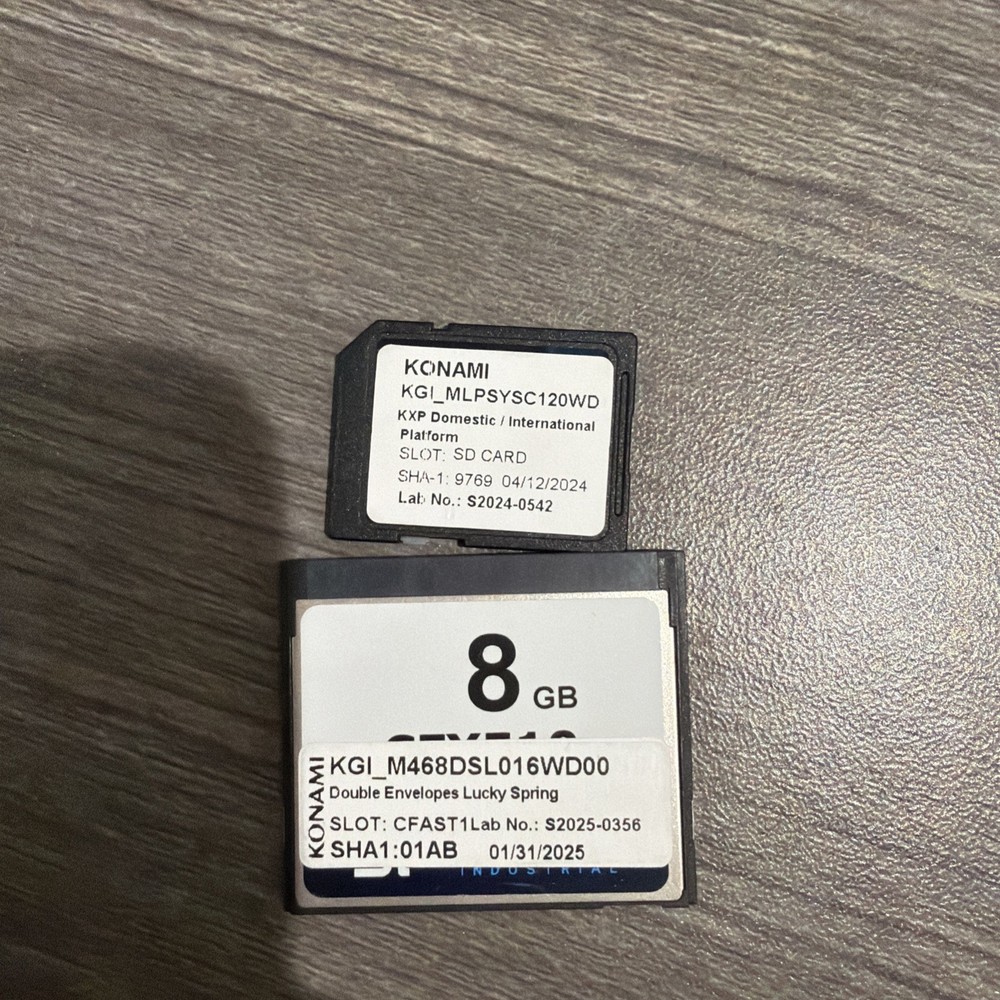 KONAMI
KGI_MLPSYSC120WD
KXP Domestic / International
Platform
SLOT: SD CARD
SHA-1: 9769 04/12/2024
Lab No.: S2024-0542
8 GB
KONAMI
KGI_M468DSL016WD00
Double Envelopes Lucky Spring
SLOT: CFAST1Lab No.: S2025-0356
SHA1:01AB 01/31/2025
INDUSTRIAL